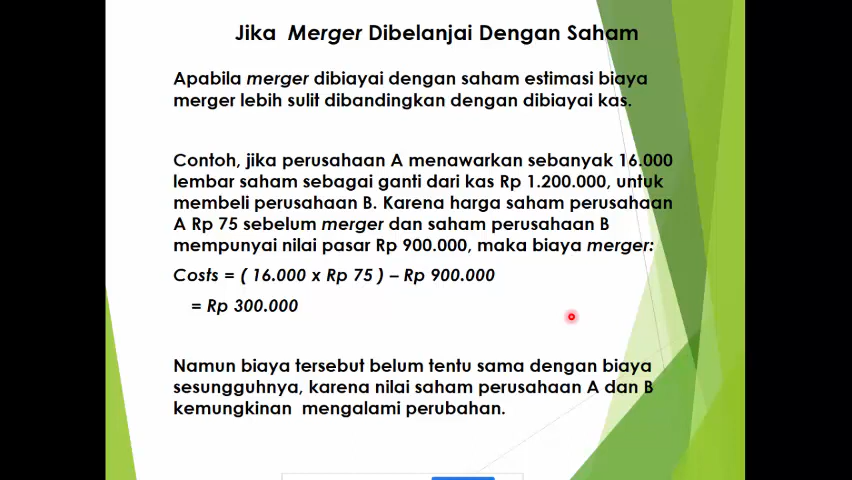 Jika Merger Dibelanjai Dengan Saham
Apabila merger dibiayai dengan saham estimasi biaya
merger lebih sulit dibandingkan dengan dibiayai kas.
Contoh, jika perusahaan A menawarkan sebanyak 16.000
lembar saham sebagai ganti dari kas Rp 1.200.000, untuk
membeli perusahaan B. Karena harga saham perusahaan
A Rp 75 sebelum merger dan saham perusahaan B
mempunyai nilai pasar Rp 900.000, maka biaya merger:
Costs = ( 16.000 x Rp 75 ) – Rp 900.000
= Rp 300.000
Namun biaya tersebut belum tentu sama dengan biaya
sesungguhnya, karena nilai saham perusahaan A dan B
kemungkinan mengalami perubahan.